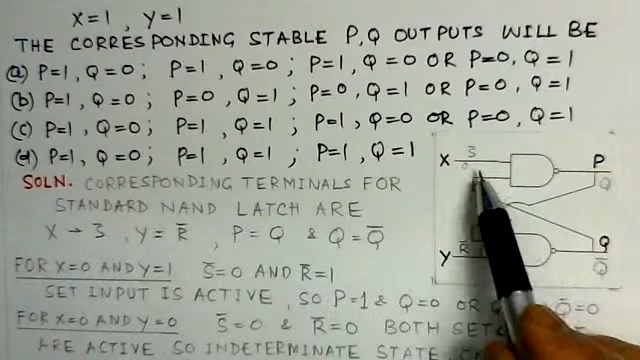 X=1 , Y=1
THE CORRESPONDING STABLE P,Q OUTPUTS WILL BE
(a) P=1, Q=0; P=1, Q=0; P=1, Q=0 OR P=0, Q=1
(b) P=1, Q=0; P=0, Q=1; P=0, Q=1 OR P=0, Q=1
(c) P=1, Q=0; P=1, Q=1; P=1, Q=0 OR P=0, Q=1
(d) P=1, Q=0; P=1, Q=1; P=1, Q=1
SOLN. CORRESPONDING TERMINALS FOR
STANDARD NAND LATCH ARE
X → S̄, Y = R̄, P = Q & Q = Q̄
FOR X=0 AND Y=1 S̄=0 AND R̄=1
SET INPUT IS ACTIVE, SO P=1 & Q=0 OR Q̄=0
FOR X=0 AND Y=0 S̄=0 & R̄=0 BOTH SET
ARE ACTIVE SO INDETERMINATE STATE
X S̄ P
Q
Y R̄ Q
Q̄